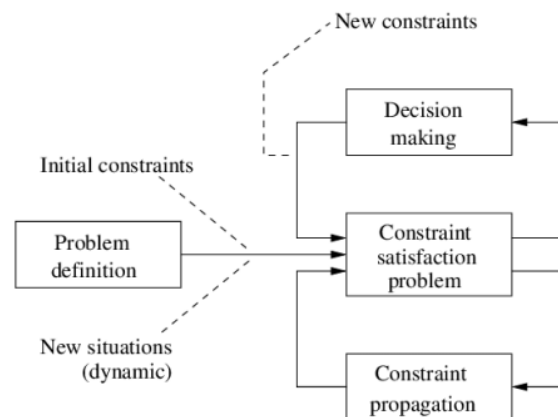 New constraints
Decision
making
Initial constraints
Problem
definition
Constraint
satisfaction
problem
New situations
(dynamic)
Constraint
propagation